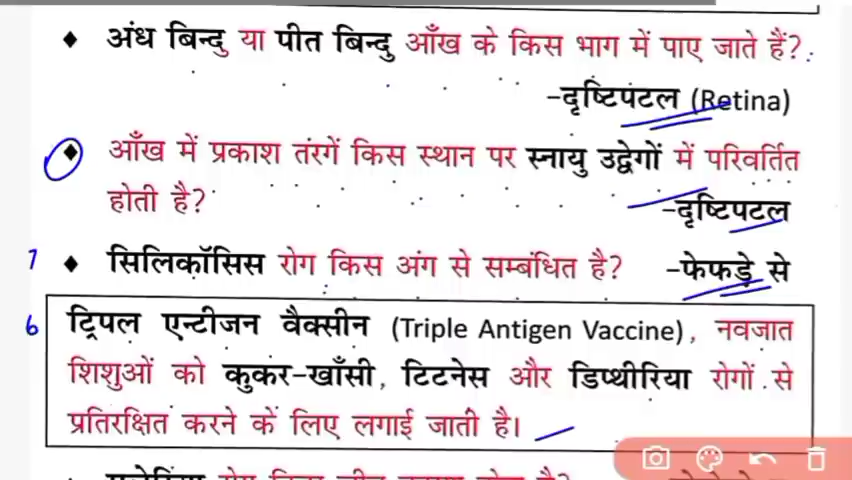 ♦ अंध बिन्दु या पीत बिन्दु आँख के किस भाग में पाए जाते हैं?
-दृष्टिपटल (Retina)
♦ आँख में प्रकाश तरंगें किस स्थान पर स्नायु उद्वेगों में परिवर्तित
होती है?
-दृष्टिपटल
7 ♦ सिलिकॉसिस रोग किस अंग से सम्बंधित है? -फेफड़े से
6 ट्रिपल एन्टीजन वैक्सीन (Triple Antigen Vaccine), नवजात
शिशुओं को कुकर-खाँसी, टिटनेस और डिप्थीरिया रोगों से
प्रतिरक्षित करने के लिए लगाई जाती है।